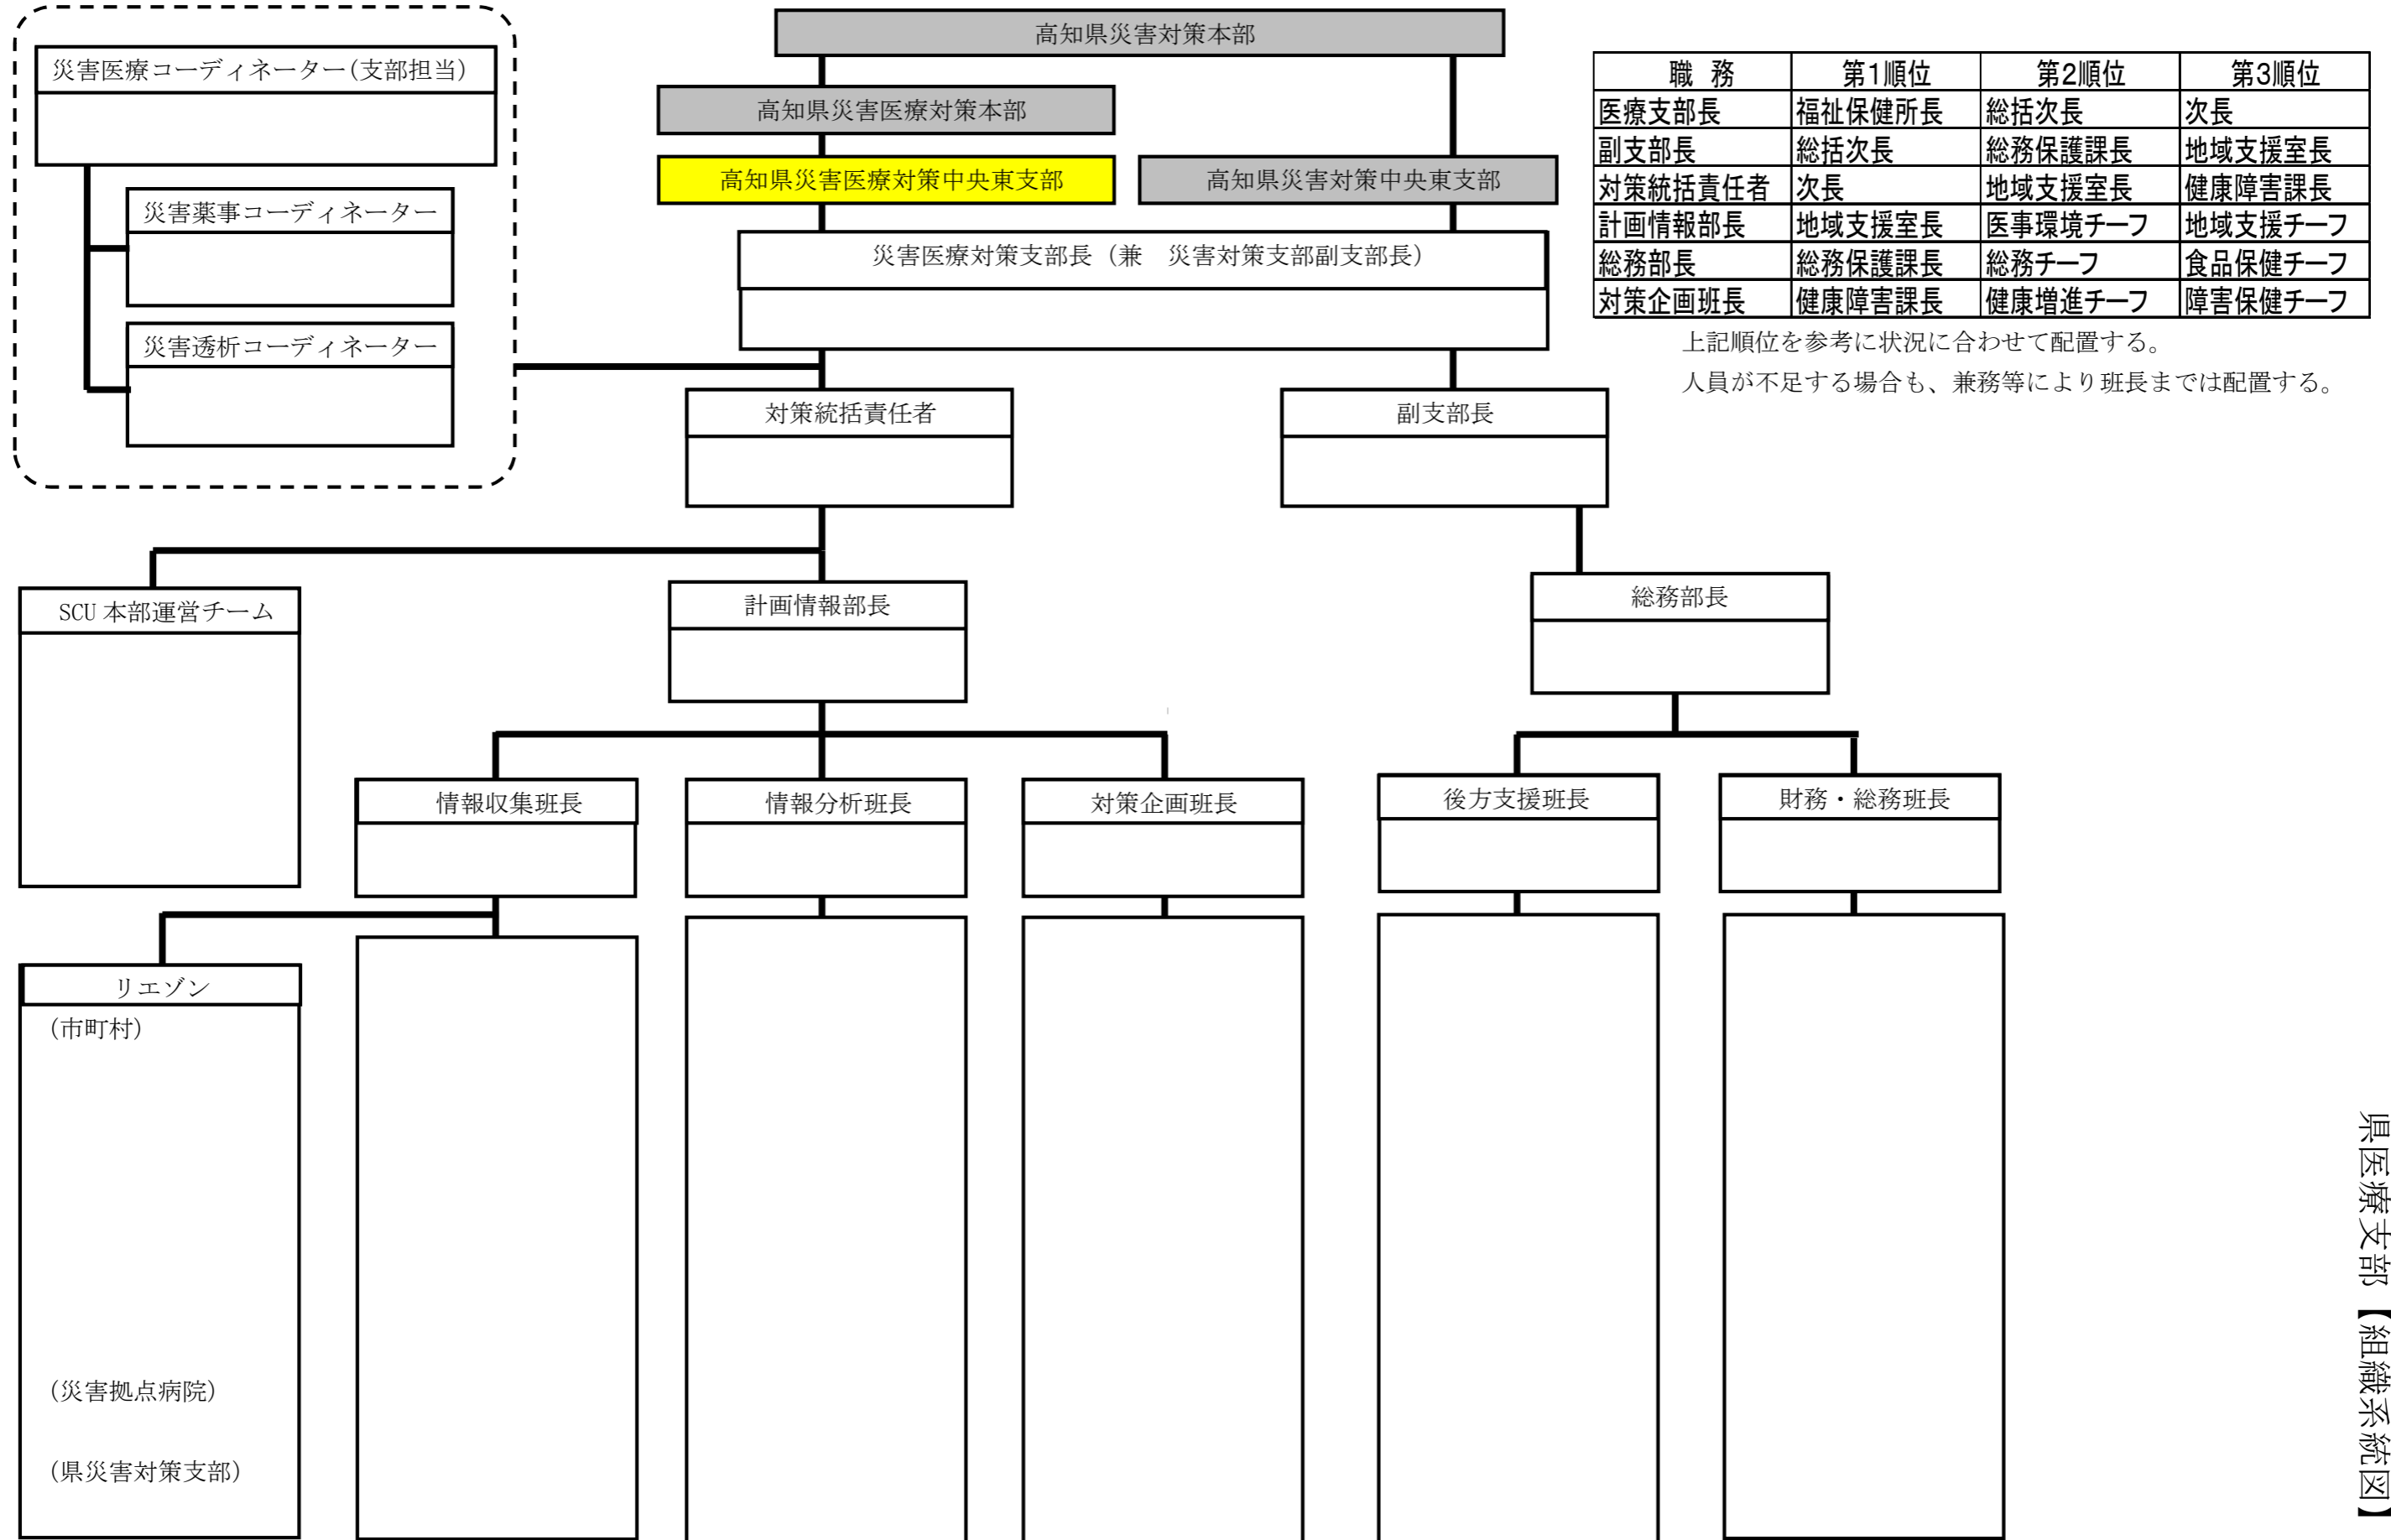 高知県災害対策本部
災害医療コーディネーター(支部担当)
高知県災害医療対策本部
高知県災害医療対策中央東支部
高知県災害対策中央東支部
災害薬事コーディネーター
災害医療対策支部長（兼　災害対策支部副支部長）
災害透析コーディネーター
職 務 第1順位 第2順位 第3順位
医療支部長 福祉保健所長 総括次長 次長
副支部長 総括次長 総務保護課長 地域支援室長
対策統括責任者 次長 地域支援室長 健康障害課長
計画情報部長 地域支援室長 医事環境チーフ 地域支援チーフ
総務部長 総務保護課長 総務チーフ 食品保健チーフ
対策企画班長 健康障害課長 健康増進チーフ 障害保健チーフ
上記順位を参考に状況に合わせて配置する。
人員が不足する場合も、兼務等により班長までは配置する。
対策統括責任者
副支部長
SCU 本部運営チーム
計画情報部長
総務部長
情報収集班長
情報分析班長
対策企画班長
後方支援班長
財務・総務班長
リエゾン
(市町村)
(災害拠点病院)
(県災害対策支部)
県医療支部【組織系統図】